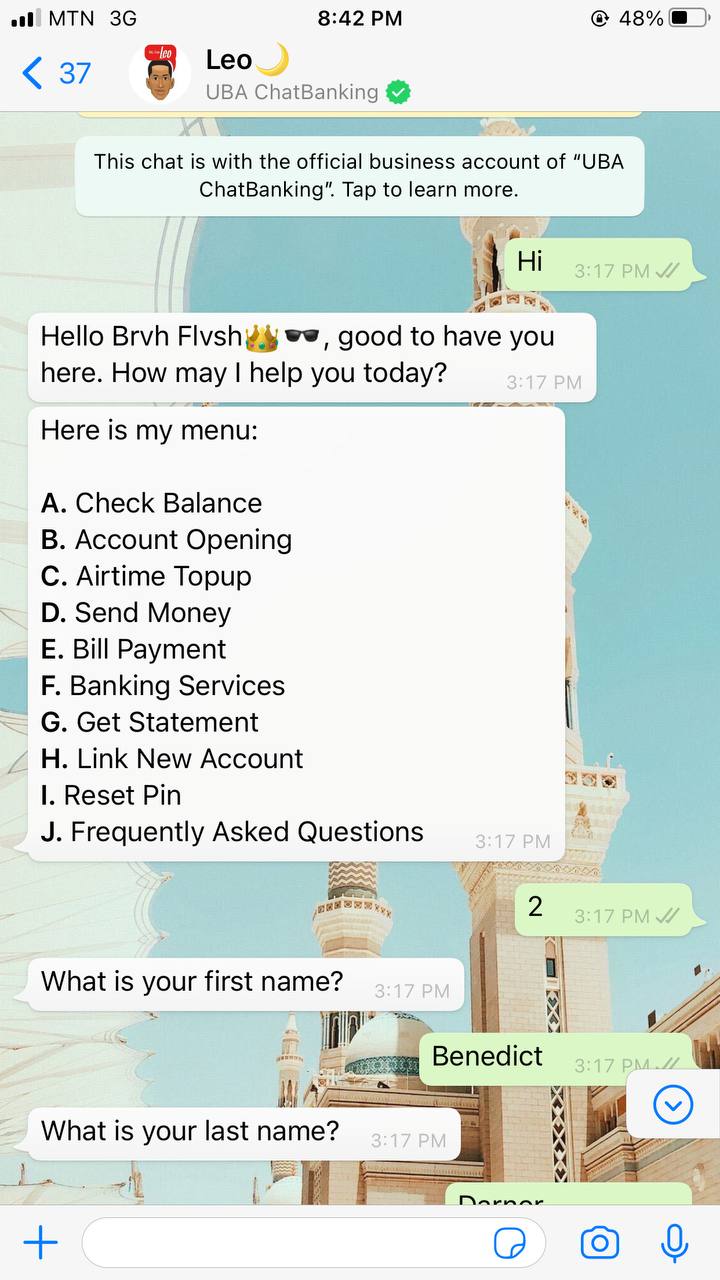 MTN 3G 8:42 PM 48%
37
Leo🌙
UBA ChatBanking
This chat is with the official business account of “UBA
ChatBanking”. Tap to learn more.
Hi 3:17 PM
Hello Brvh Flvsh👑🕶️, good to have you
here. How may I help you today? 3:17 PM
Here is my menu:
A. Check Balance
B. Account Opening
C. Airtime Topup
D. Send Money
E. Bill Payment
F. Banking Services
G. Get Statement
H. Link New Account
I. Reset Pin
J. Frequently Asked Questions 3:17 PM
2 3:17 PM
What is your first name? 3:17 PM
Benedict 3:17 PM
What is your last name? 3:17 PM